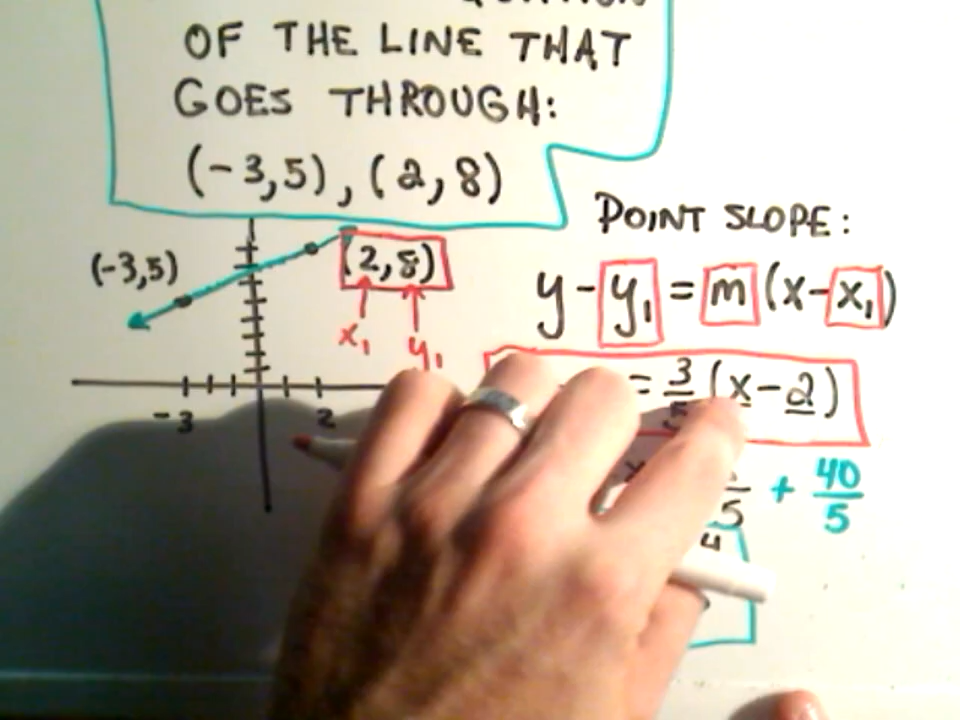 OF THE LINE THAT
GOES THROUGH:
(-3,5), (2,8)
POINT SLOPE:
(-3,5)
(2,8)
y - y₁ = m(x - x₁)
x₁
y₁
= 3/5 (x - 2)
-3
2
5 + 40/5